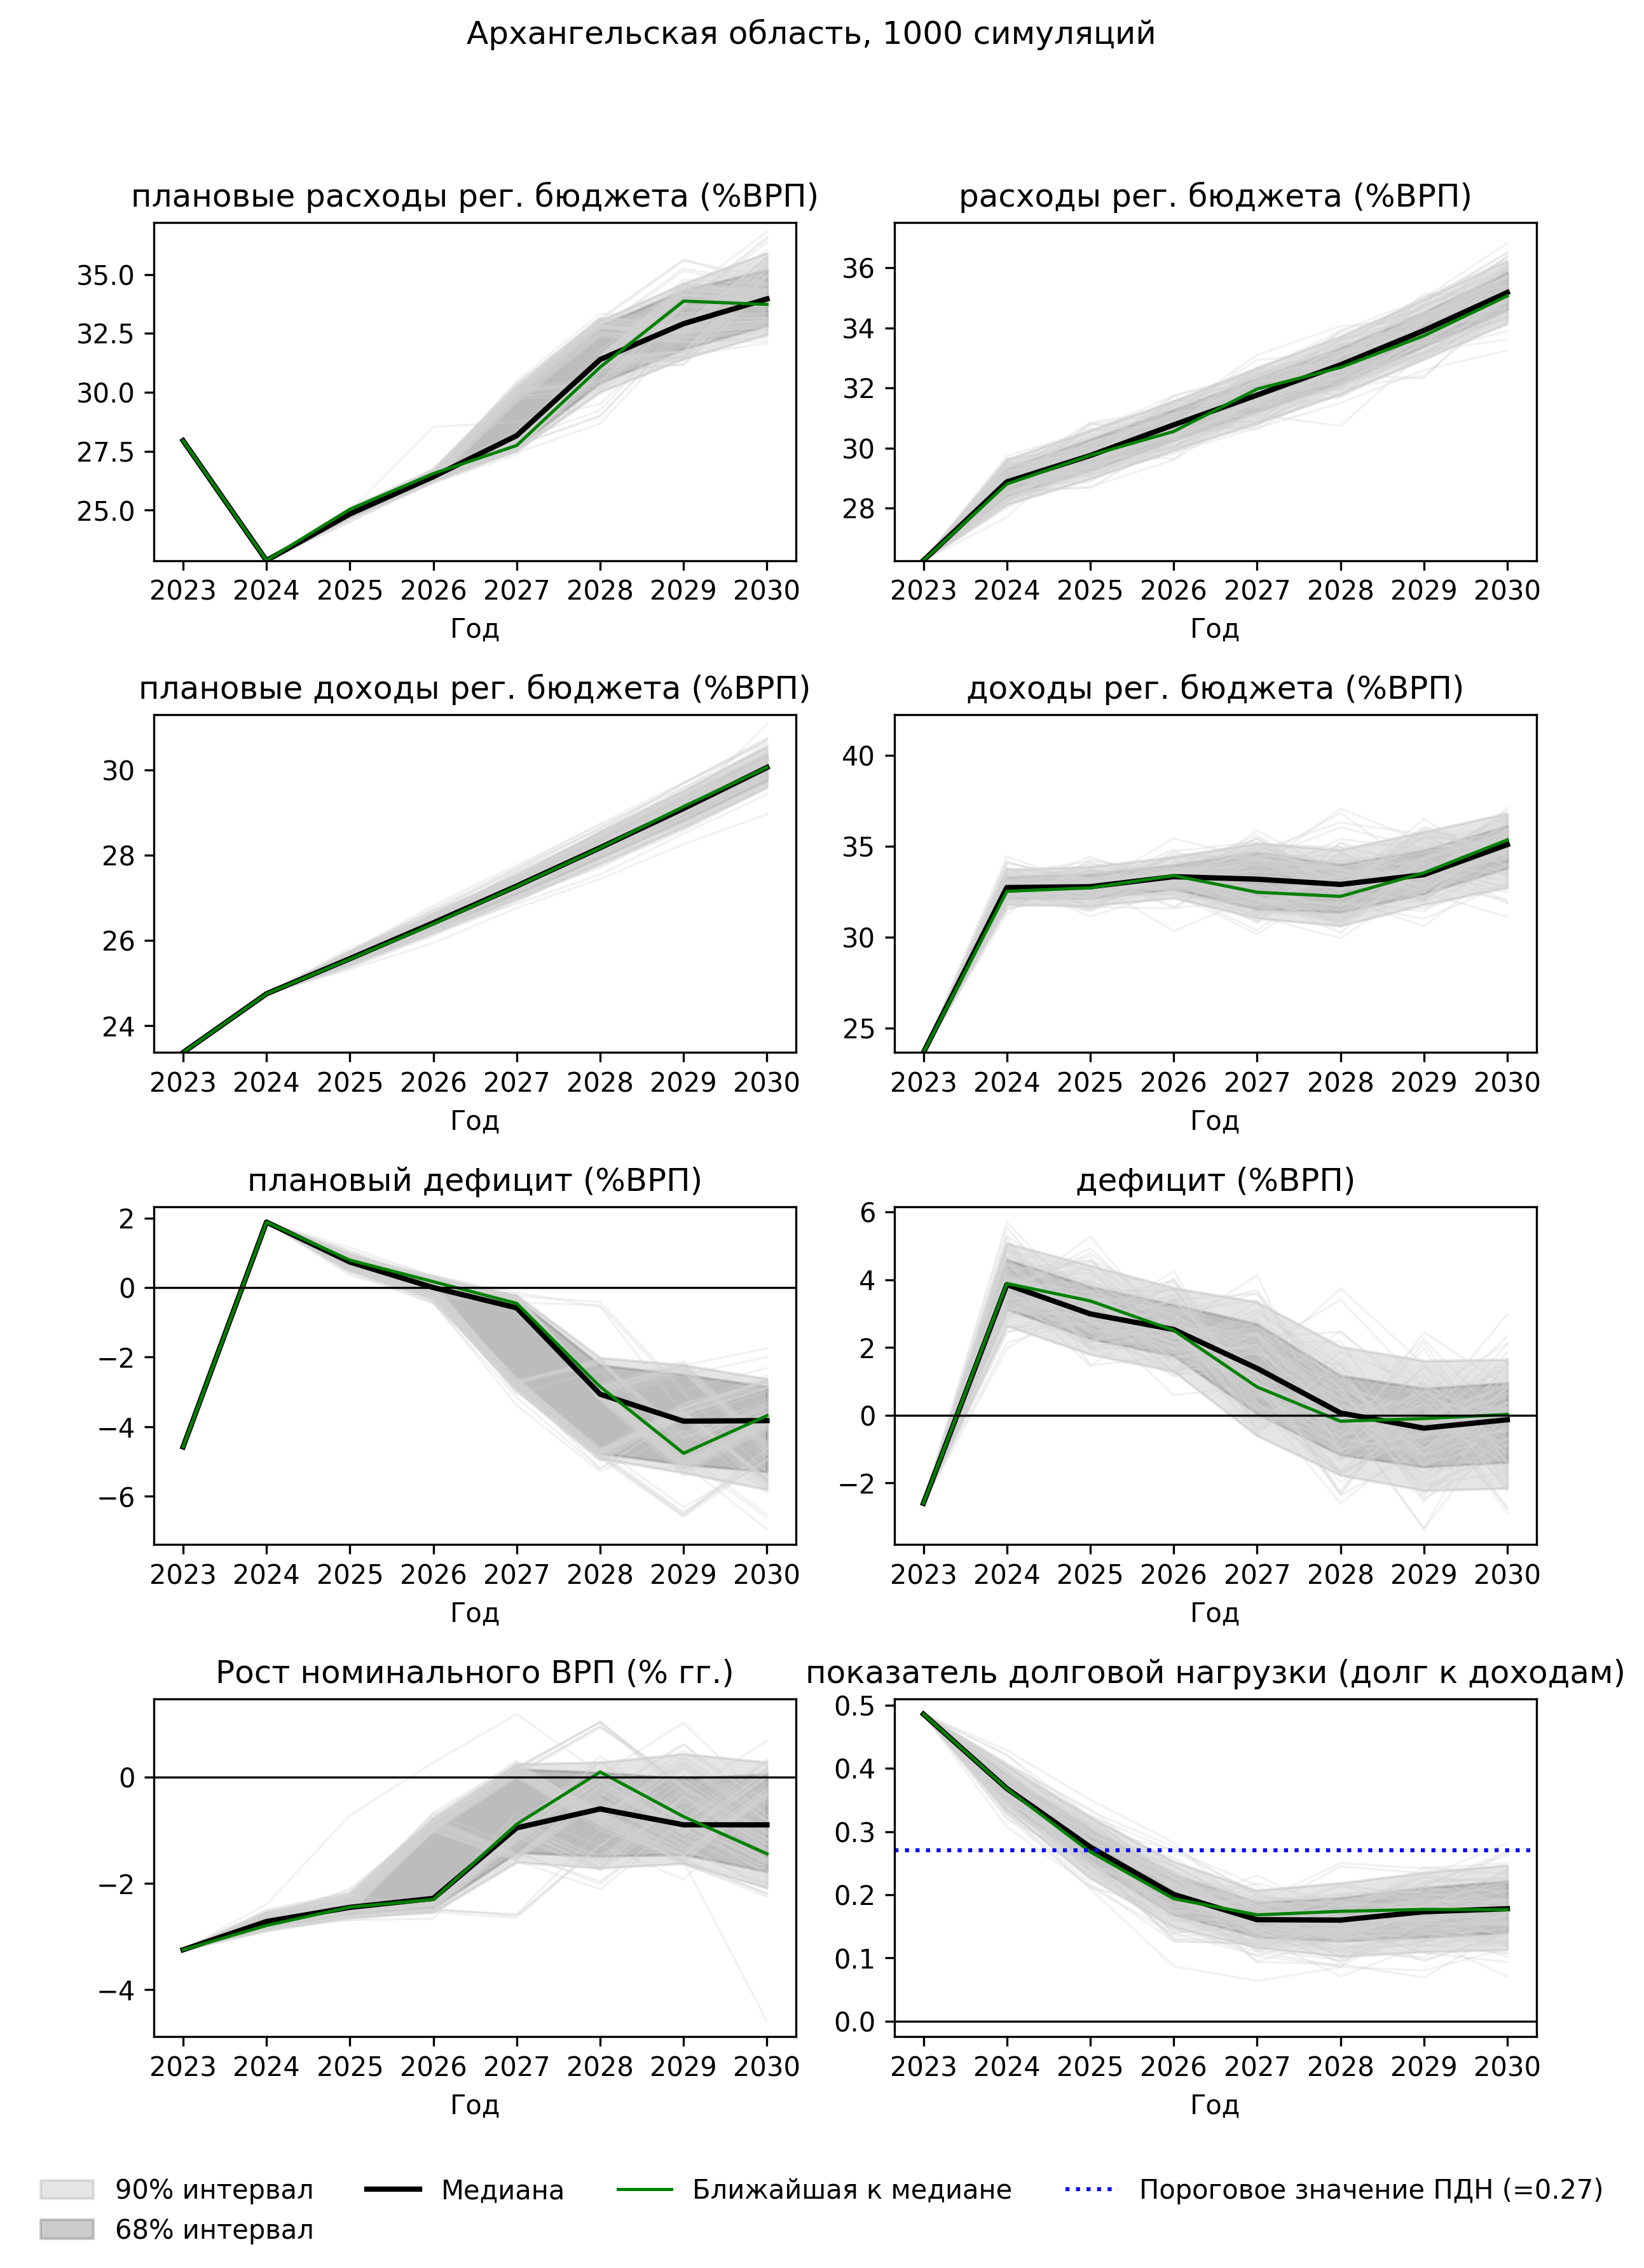 Архангельская область, 1000 симуляций
плановые расходы рег. бюджета (%ВРП)
35.0
32.5
30.0
27.5
25.0
2023 2024 2025 2026 2027 2028 2029 2030
Год
расходы рег. бюджета (%ВРП)
36
34
32
30
28
2023 2024 2025 2026 2027 2028 2029 2030
Год
плановые доходы рег. бюджета (%ВРП)
30
28
26
24
2023 2024 2025 2026 2027 2028 2029 2030
Год
доходы рег. бюджета (%ВРП)
40
35
30
25
2023 2024 2025 2026 2027 2028 2029 2030
Год
плановый дефицит (%ВРП)
2
0
−2
−4
−6
2023 2024 2025 2026 2027 2028 2029 2030
Год
дефицит (%ВРП)
6
4
2
0
−2
2023 2024 2025 2026 2027 2028 2029 2030
Год
Рост номинального ВРП (% гг.)
0
−2
−4
2023 2024 2025 2026 2027 2028 2029 2030
Год
показатель долговой нагрузки (долг к доходам)
0.5
0.4
0.3
0.2
0.1
0.0
2023 2024 2025 2026 2027 2028 2029 2030
Год
90% интервал
68% интервал
Медиана
Ближайшая к медиане
Пороговое значение ПДН (=0.27)